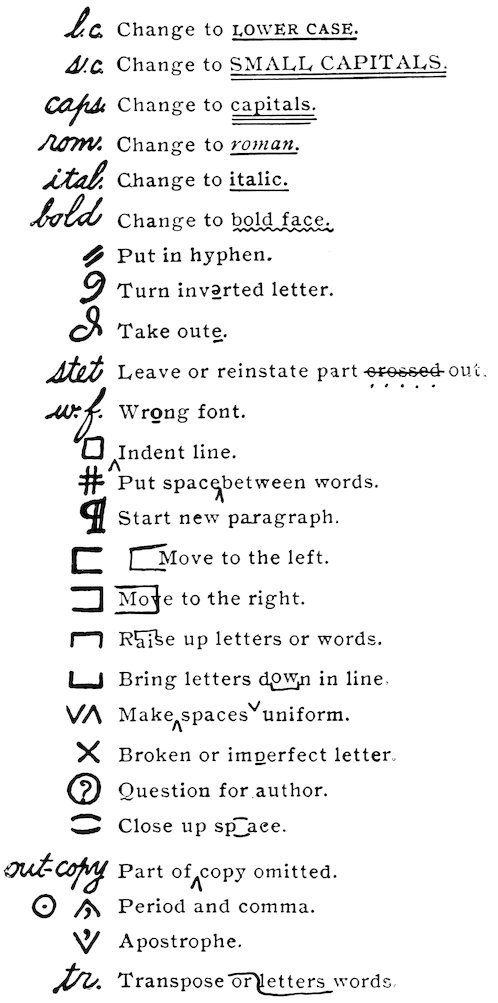 l.c. Change to LOWER CASE.
s.c. Change to SMALL CAPITALS.
caps. Change to capitals.
rom. Change to roman.
ital. Change to italic.
bold Change to bold face.
Put in hyphen.
9 Turn invərted letter.
Take oute.
stet Leave or reinstate part crossed out.
w.f. Wrong font.
□ Indent line.
# Put spacebetween words.
¶ Start new paragraph.
[ Move to the left.
] Move to the right.
Raise up letters or words.
Bring letters down in line.
∨∧ Make spaces uniform.
× Broken or imperfect letter.
? Question for author.
Close up sp ace.
out-copy Part of copy omitted.
⊙ , Period and comma.
' Apostrophe.
tr. Transpose or letters words.